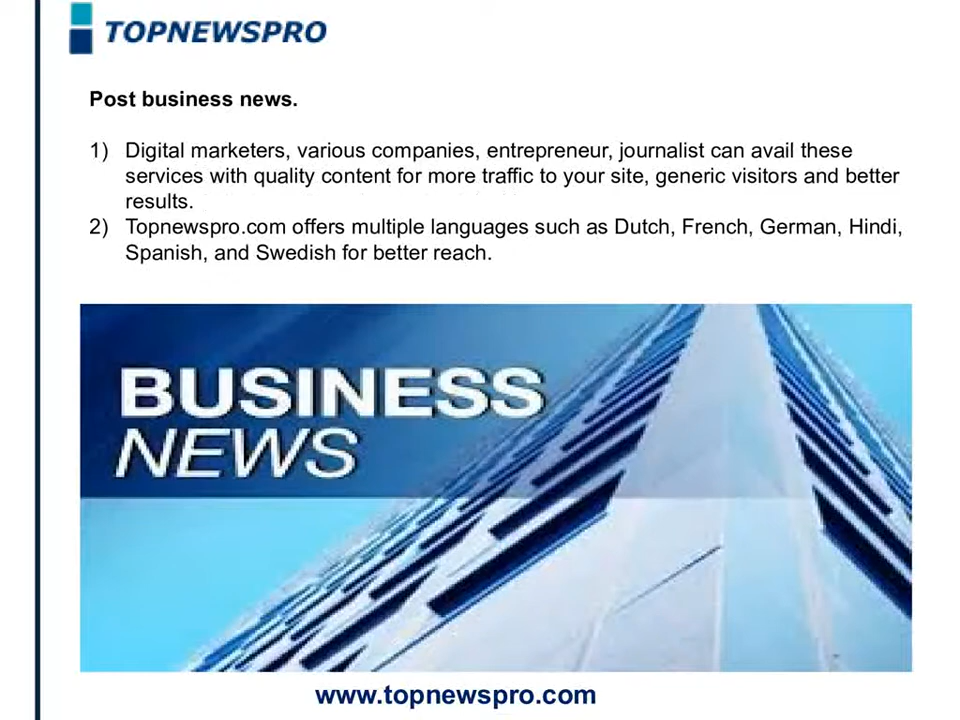 TOPNEWSPRO
Post business news.
1) Digital marketers, various companies, entrepreneur, journalist can avail these
services with quality content for more traffic to your site, generic visitors and better
results.
2) Topnewspro.com offers multiple languages such as Dutch, French, German, Hindi,
Spanish, and Swedish for better reach.
BUSINESS
NEWS
www.topnewspro.com